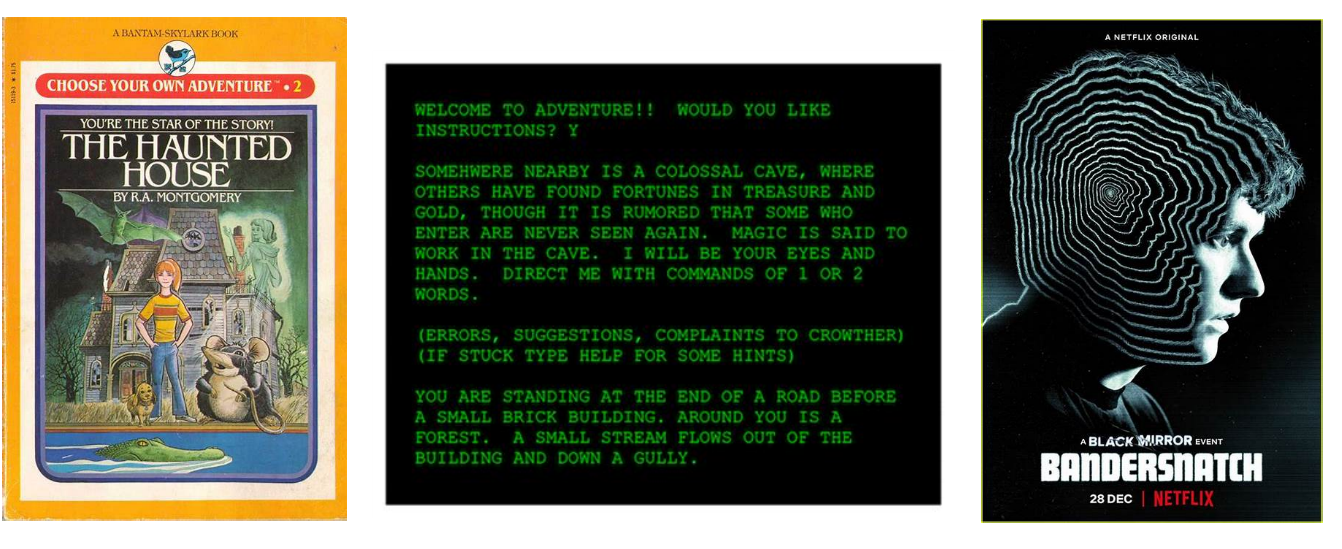 A BANTAM-SKYLARK BOOK
CHOOSE YOUR OWN ADVENTURE™ • 2
YOU'RE THE STAR OF THE STORY!
THE HAUNTED
HOUSE
BY R.A. MONTGOMERY
WELCOME TO ADVENTURE!! WOULD YOU LIKE
INSTRUCTIONS? Y
SOMEHWERE NEARBY IS A COLOSSAL CAVE, WHERE
OTHERS HAVE FOUND FORTUNES IN TREASURE AND
GOLD, THOUGH IT IS RUMORED THAT SOME WHO
ENTER ARE NEVER SEEN AGAIN. MAGIC IS SAID TO
WORK IN THE CAVE. I WILL BE YOUR EYES AND
HANDS. DIRECT ME WITH COMMANDS OF 1 OR 2
WORDS.
(ERRORS, SUGGESTIONS, COMPLAINTS TO CROWTHER)
(IF STUCK TYPE HELP FOR SOME HINTS)
YOU ARE STANDING AT THE END OF A ROAD BEFORE
A SMALL BRICK BUILDING. AROUND YOU IS A
FOREST. A SMALL STREAM FLOWS OUT OF THE
BUILDING AND DOWN A GULLY.
A NETFLIX ORIGINAL
A BLACK MIRROR EVENT
BANDERSNATCH
28 DEC | NETFLIX